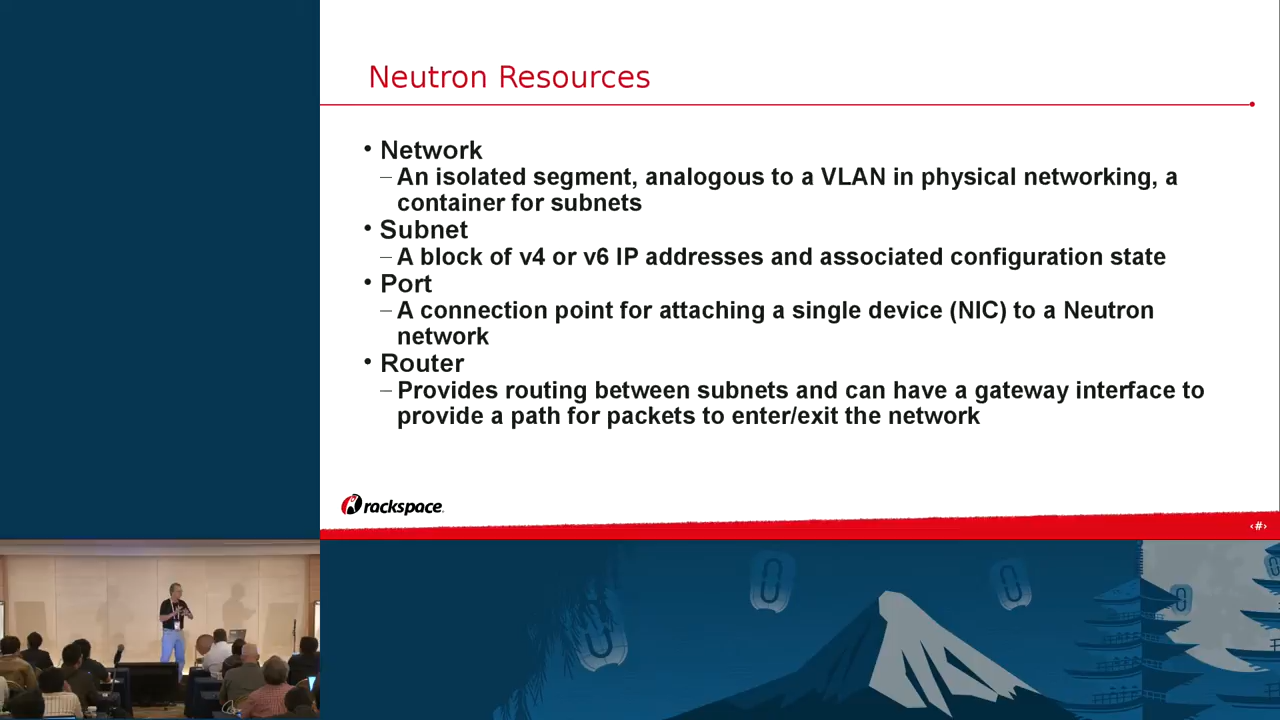 Neutron Resources
• Network
– An isolated segment, analogous to a VLAN in physical networking, a
container for subnets
• Subnet
– A block of v4 or v6 IP addresses and associated configuration state
• Port
– A connection point for attaching a single device (NIC) to a Neutron
network
• Router
– Provides routing between subnets and can have a gateway interface to
provide a path for packets to enter/exit the network
rackspace.
‹#›